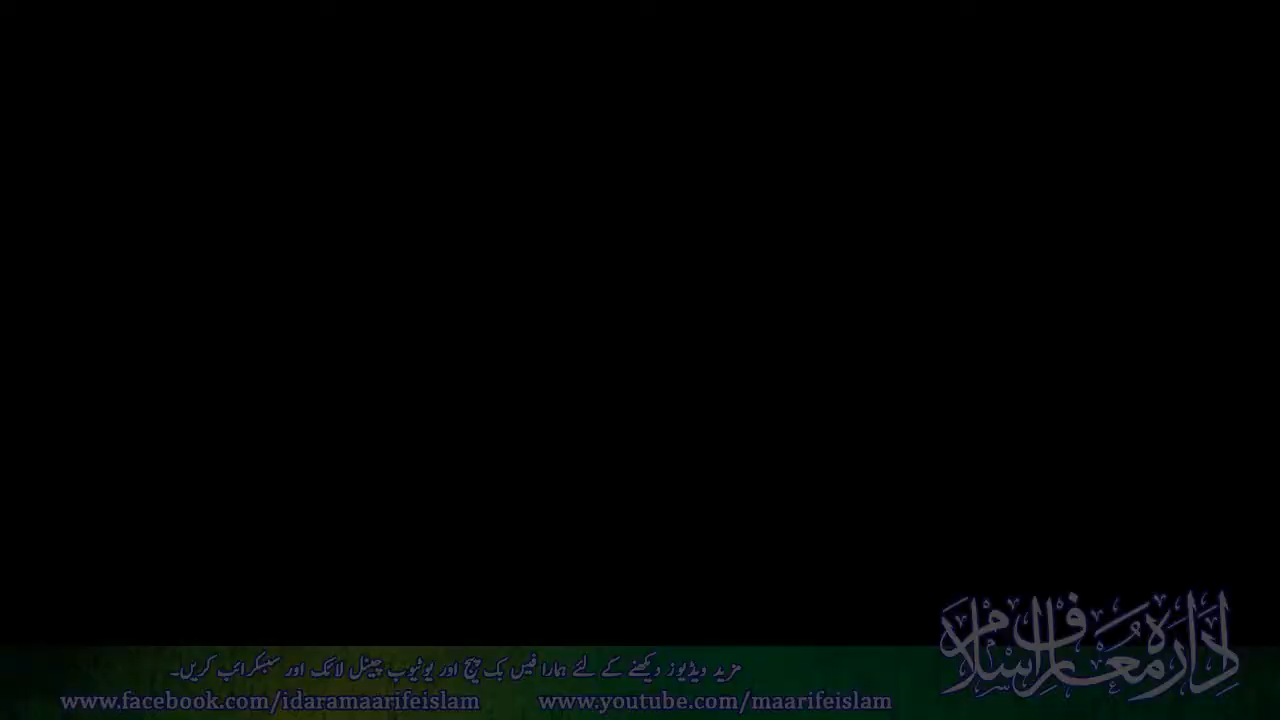 مزید ویڈیوز دیکھنے کے لئے ہمارا فیس بک پیج اور یوٹیوب چینل لائک اور سبسکرائب کریں۔
www.facebook.com/idaramaarifeislam www.youtube.com/maarifeislam
اِدارہ معارفِ اسلام